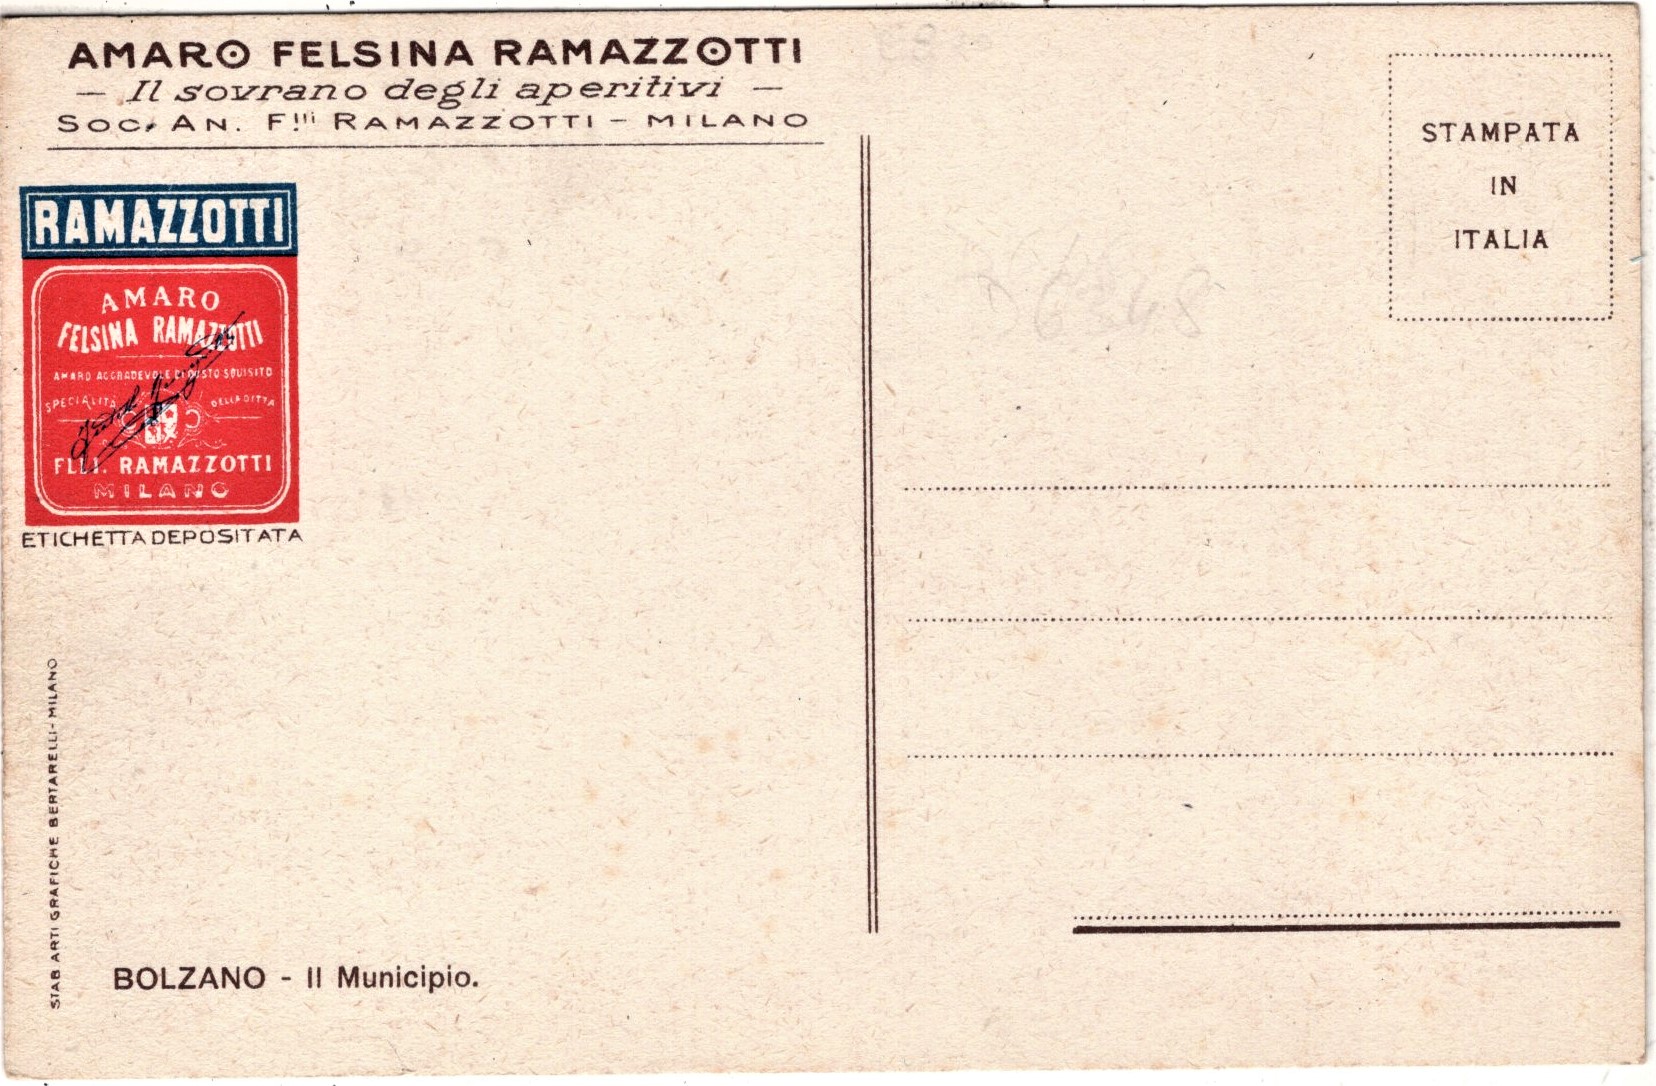 AMARO FELSINA RAMAZZOTTI
— Il sovrano degli aperitivi —
SOC. AN. F!lli RAMAZZOTTI – MILANO
RAMAZZOTTI
AMARO
FELSINA RAMAZZOTTI
AMARO AGGRADEVOLE DI GUSTO SQUISITO
SPECIALITÀ DELLA DITTA
FLLI. RAMAZZOTTI
MILANO
ETICHETTA DEPOSITATA
STAB ARTI GRAFICHE BERTARELLI - MILANO
BOLZANO - Il Municipio.
STAMPATA
IN
ITALIA